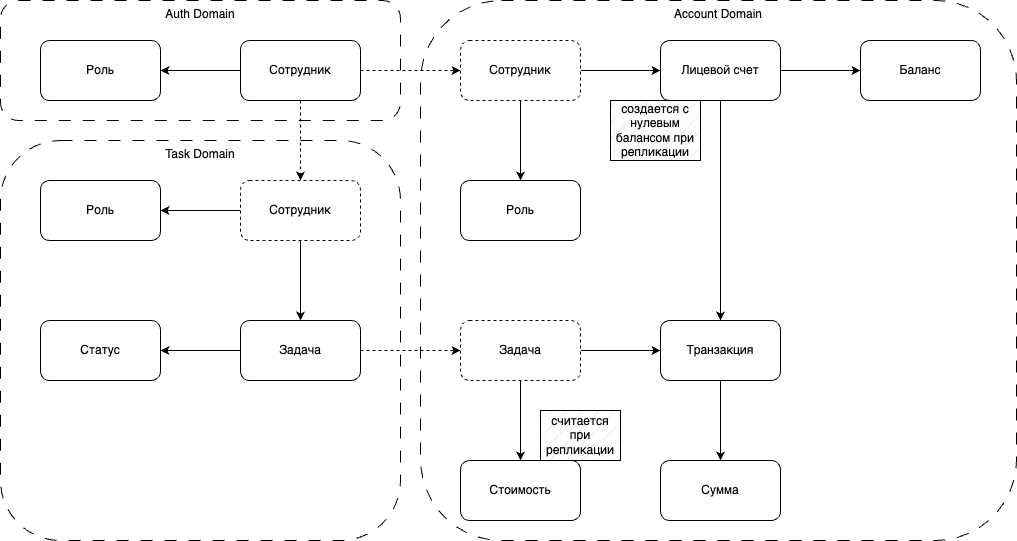 Auth Domain
Account Domain
Роль
Сотрудник
Сотрудник
Лицевой счет
Баланс
создается с
нулевым
балансом при
репликации
Task Domain
Роль
Сотрудник
Роль
Статус
Задача
Задача
Транзакция
считается
при
репликации
Стоимость
Сумма